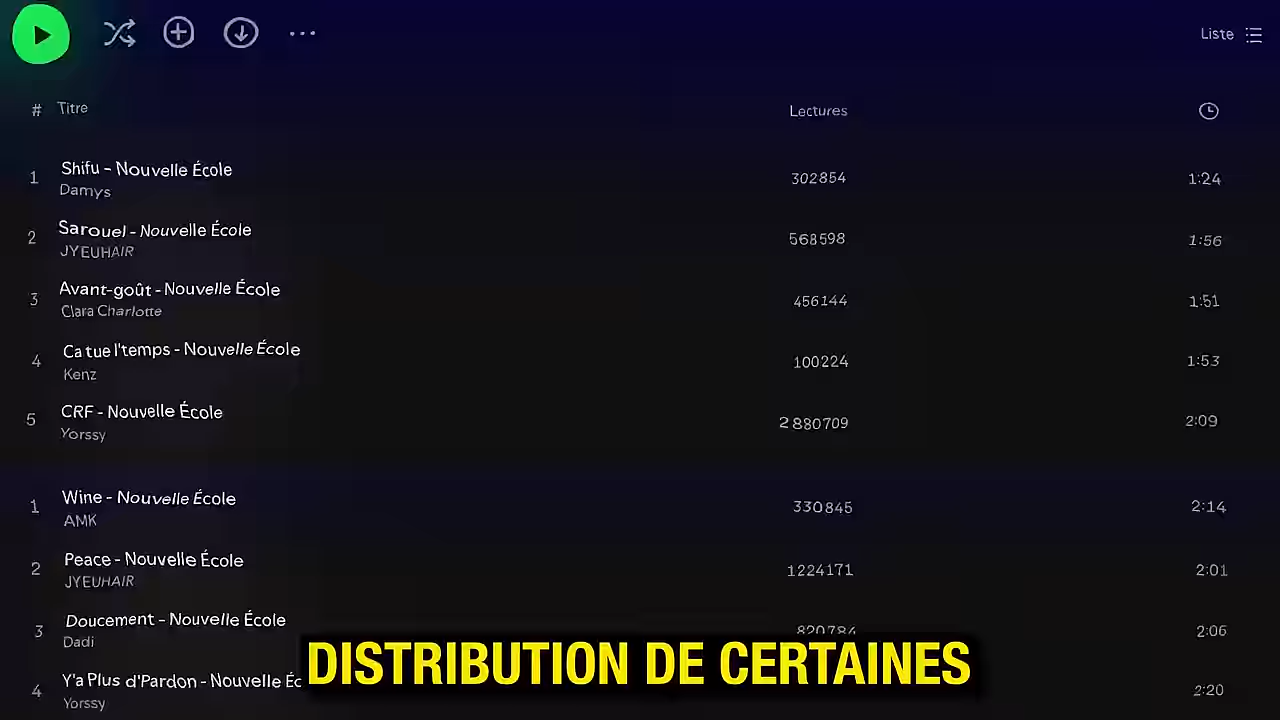 Liste
# Titre Lectures
1 Shifu - Nouvelle École 302854 1:24
Damys
2 Sarouel - Nouvelle École 568598 1:56
JYEUHAIR
3 Avant-goût - Nouvelle École 456144 1:51
Clara Charlotte
4 Ca tue l'temps - Nouvelle École 100224 1:53
Kenz
5 CRF - Nouvelle École 2 880709 2:09
Yorssy
1 Wine - Nouvelle École 330845 2:14
AMK
2 Peace - Nouvelle École 1224171 2:01
JYEUHAIR
3 Doucement - Nouvelle École 820784 2:06
Dadi
4 Y'a Plus d'Pardon - Nouvelle Éc 2:20
Yorssy
DISTRIBUTION DE CERTAINES